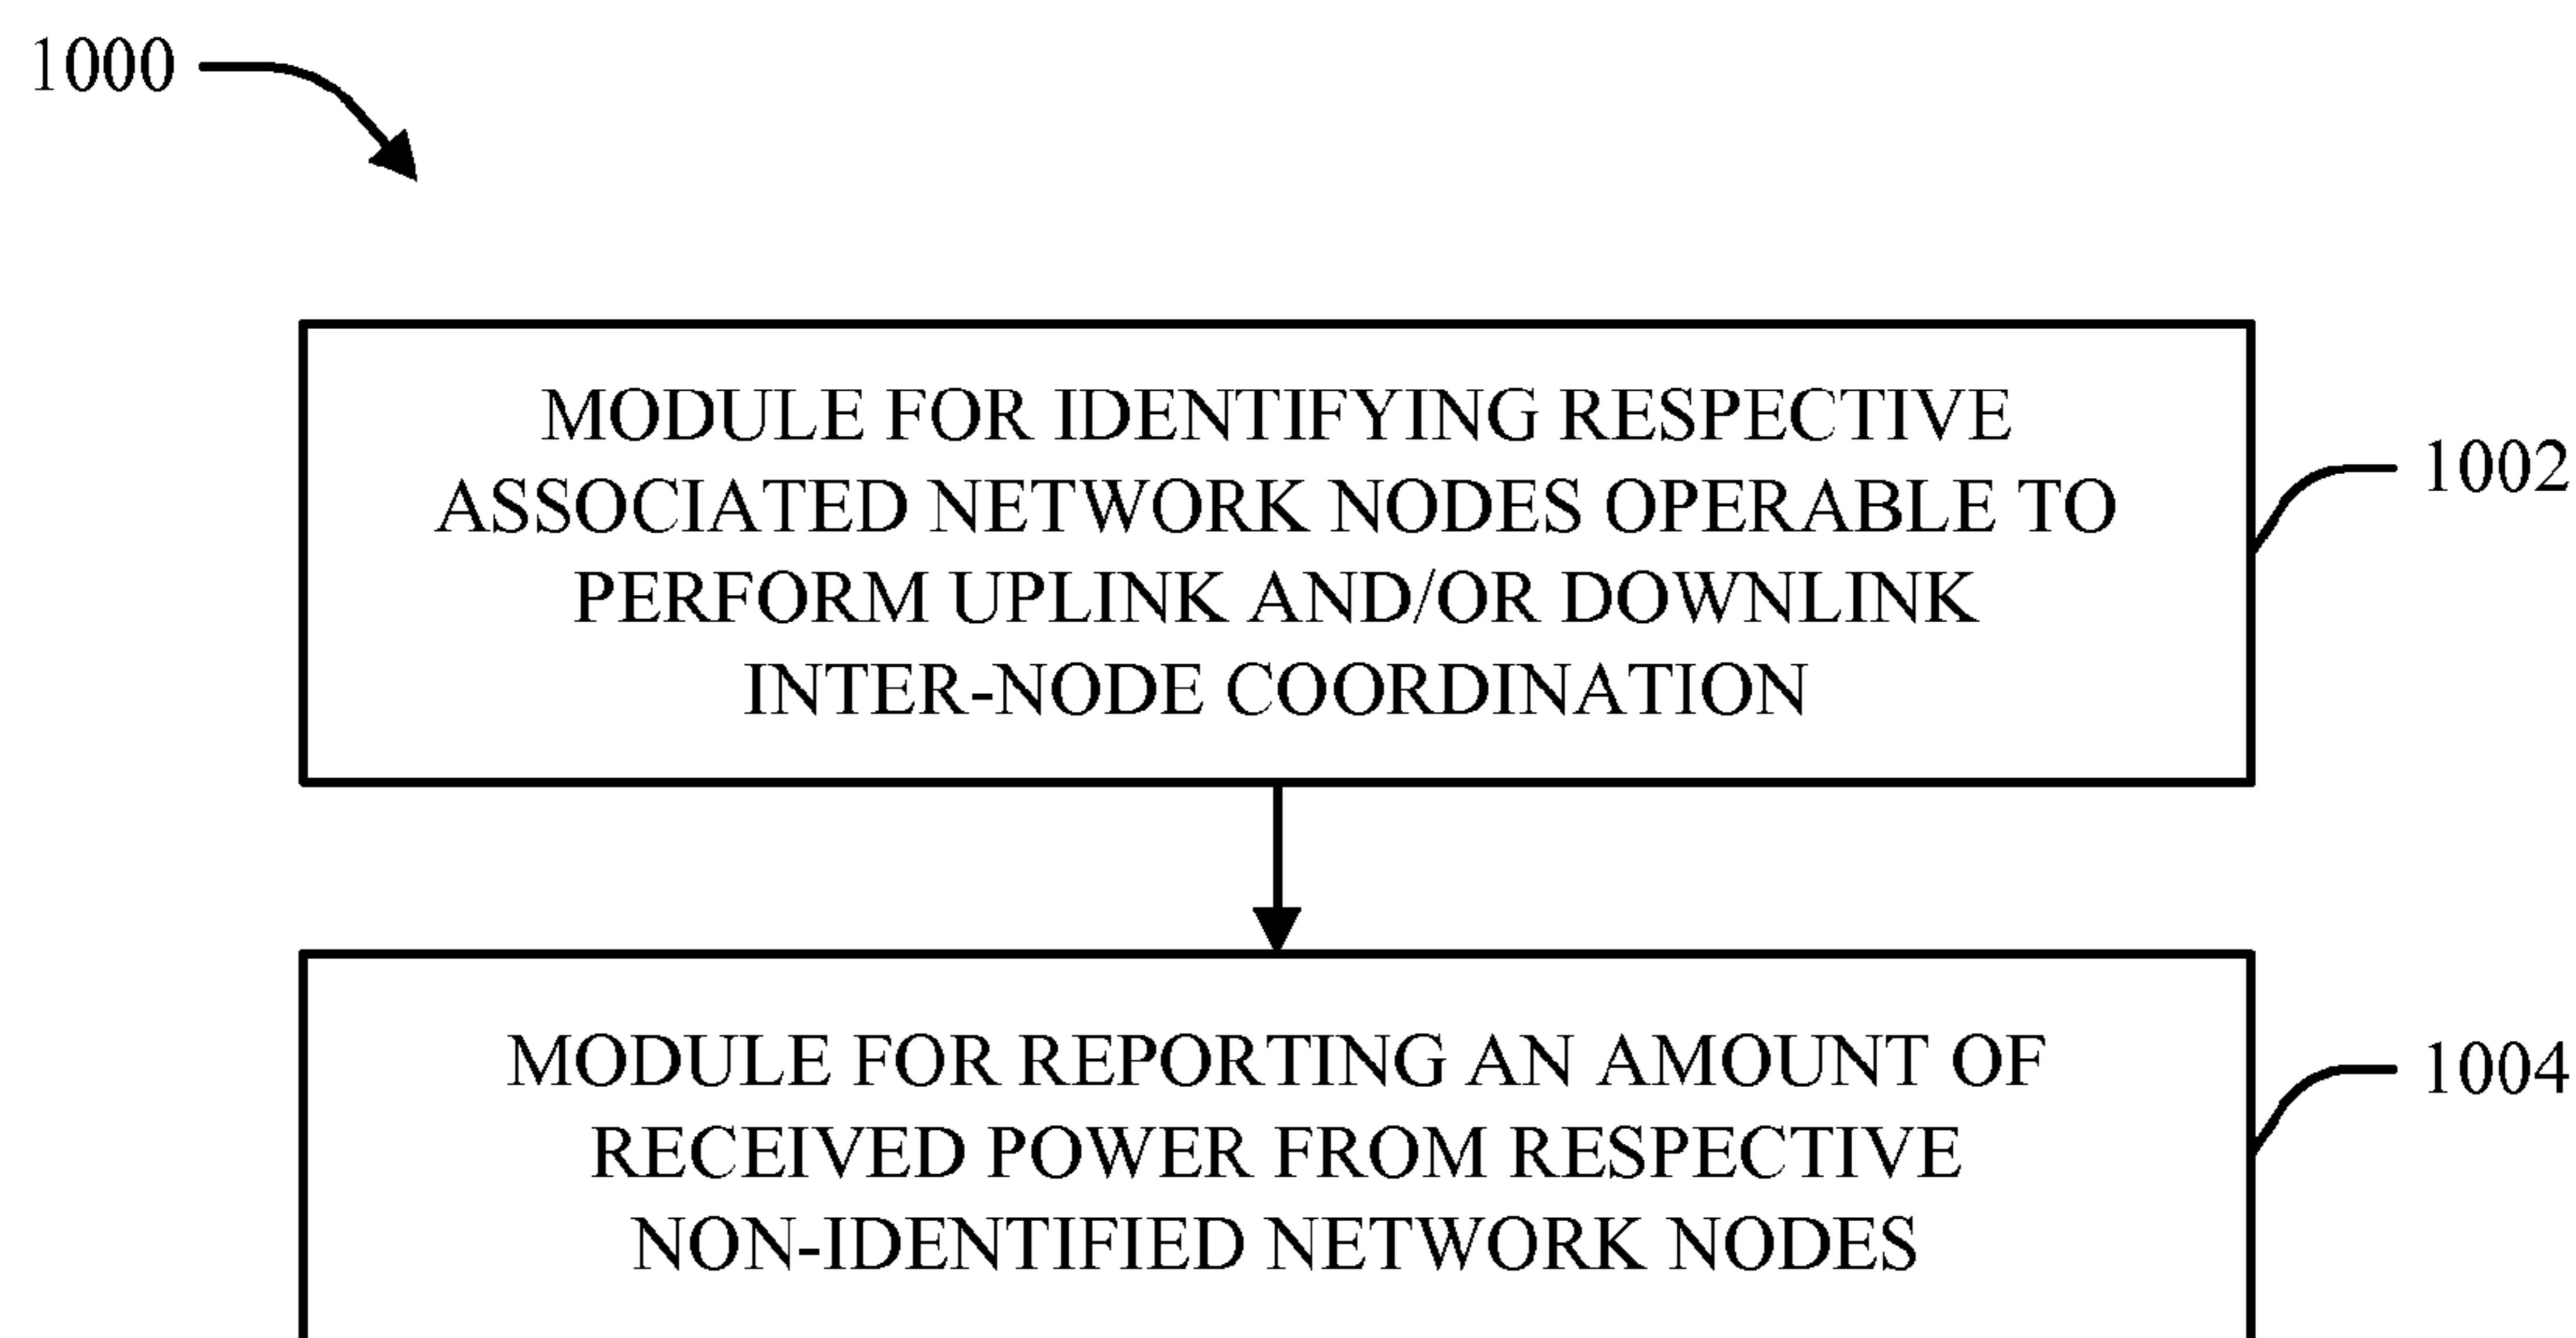 1000
MODULE FOR IDENTIFYING RESPECTIVE
ASSOCIATED NETWORK NODES OPERABLE TO
PERFORM UPLINK AND/OR DOWNLINK
INTER-NODE COORDINATION
1002
MODULE FOR REPORTING AN AMOUNT OF
RECEIVED POWER FROM RESPECTIVE
NON-IDENTIFIED NETWORK NODES
1004